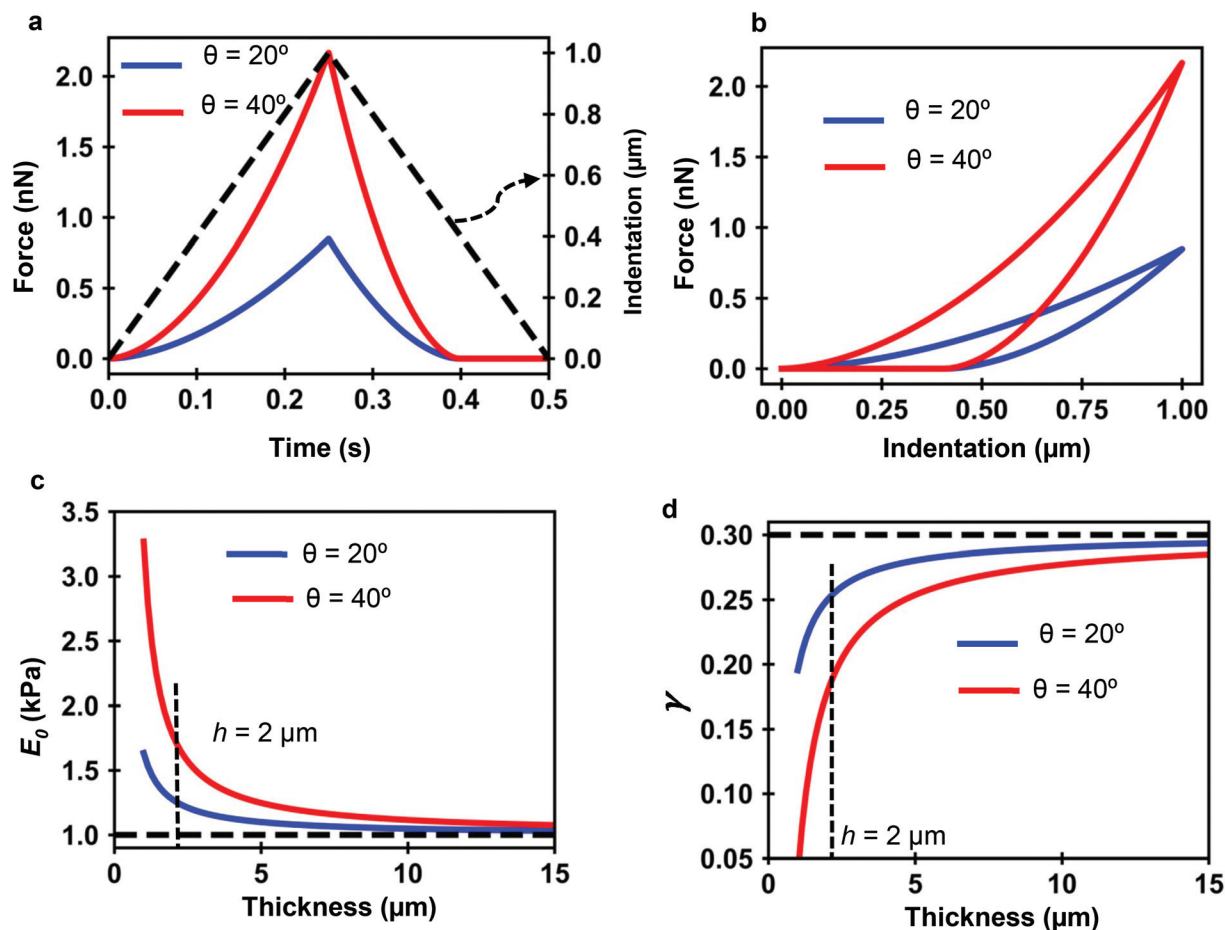 a
θ = 20º
θ = 40º
2.0
1.5
1.0
0.5
0.0
Force (nN)
1.0
0.8
0.6
0.4
0.2
0.0
Indentation (µm)
0.0 0.1 0.2 0.3 0.4 0.5
Time (s)
b
θ = 20º
θ = 40º
2.0
1.5
1.0
0.5
0.0
Force (nN)
0.00 0.25 0.50 0.75 1.00
Indentation (µm)
c
θ = 20º
θ = 40º
3.5
3.0
2.5
2.0
1.5
1.0
E0 (kPa)
h = 2 µm
0 5 10 15
Thickness (µm)
d
0.30
0.25
0.20
0.15
0.10
0.05
γ
θ = 20º
θ = 40º
h = 2 µm
0 5 10 15
Thickness (µm)